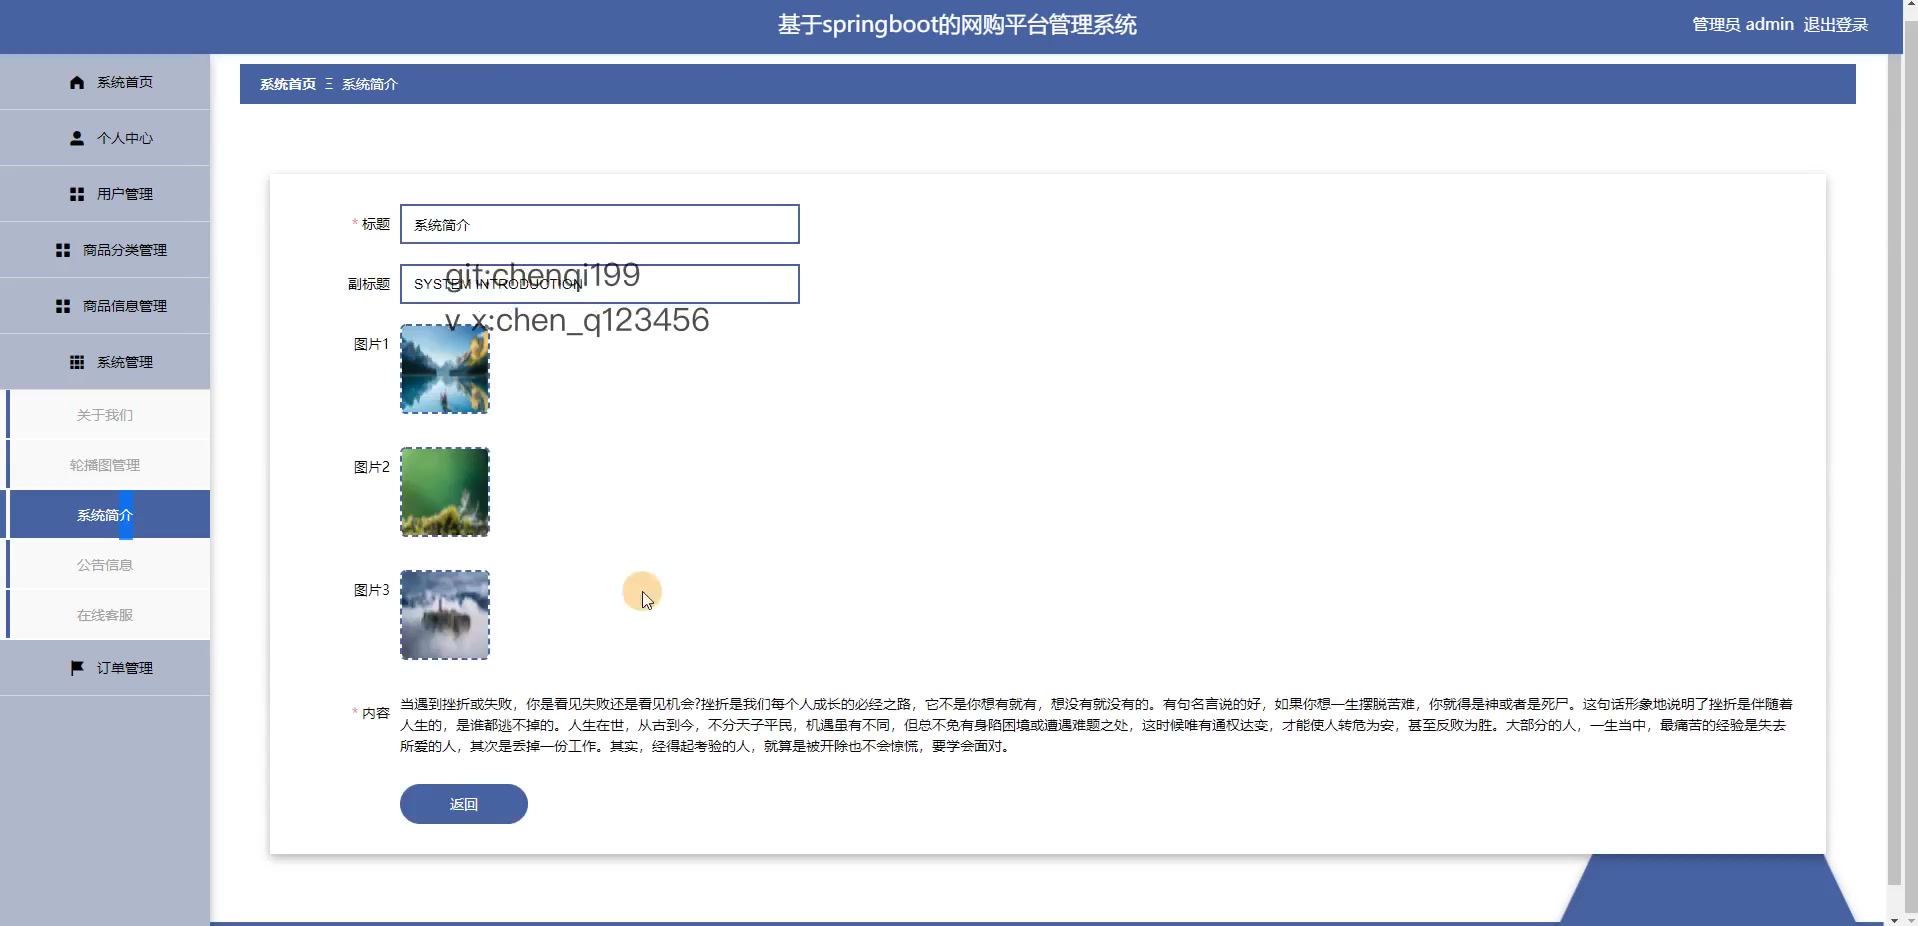 基于springboot的网购平台管理系统
管理员 admin 退出登录
系统首页
个人中心
用户管理
商品分类管理
商品信息管理
系统管理
关于我们
轮播图管理
系统简介
公告信息
在线客服
订单管理
系统首页 Ξ 系统简介
* 标题 系统简介
副标题 SYSTEM INTRODUCTION
git:chenqi199
v x:chen_q123456
图片1
图片2
图片3
* 内容
当遇到挫折或失败，你是看见失败还是看见机会?挫折是我们每个人成长的必经之路，它不是你想有就有，想没有就没有的。有句名言说的好，如果你想一生摆脱苦难，你就得是神或者是死尸。这句话形象地说明了挫折是伴随着
人生的，是谁都逃不掉的。人生在世，从古到今，不分天子平民，机遇虽有不同，但总不免有身陷困境或遭遇难题之处，这时候唯有通权达变，才能使人转危为安，甚至反败为胜。大部分的人，一生当中，最痛苦的经验是失去
所爱的人，其次是丢掉一份工作。其实，经得起考验的人，就算是被开除也不会惊慌，要学会面对。
返回